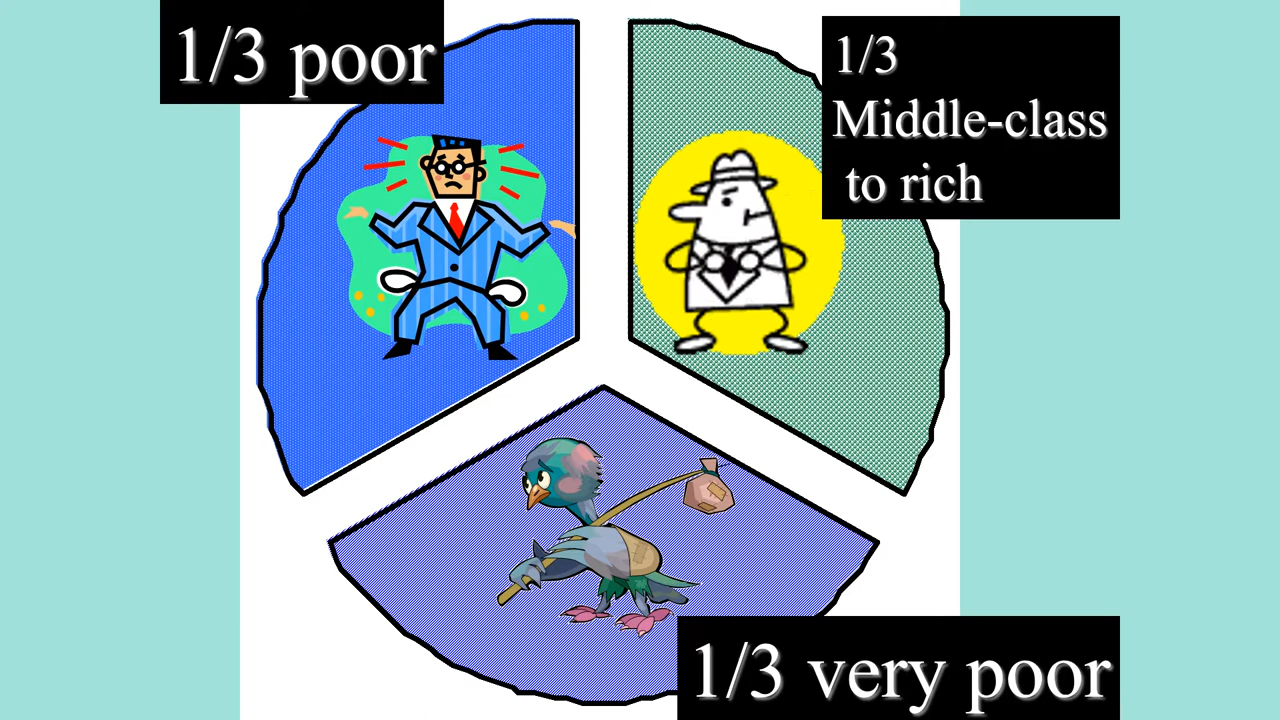 1/3 poor
1/3
Middle-class
to rich
1/3 very poor